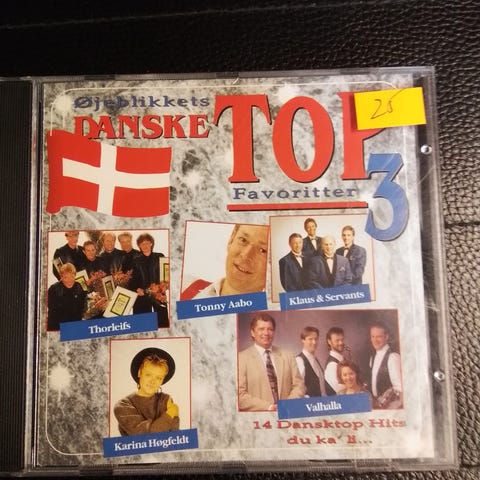 Øjeblikkets
DANSKE TOP
25
Favoritter
3
Thorleifs
Tonny Aabo
Klaus & Servants
Karina Høgfeldt
Valhalla
14 Dansktop Hits
du ka' li...